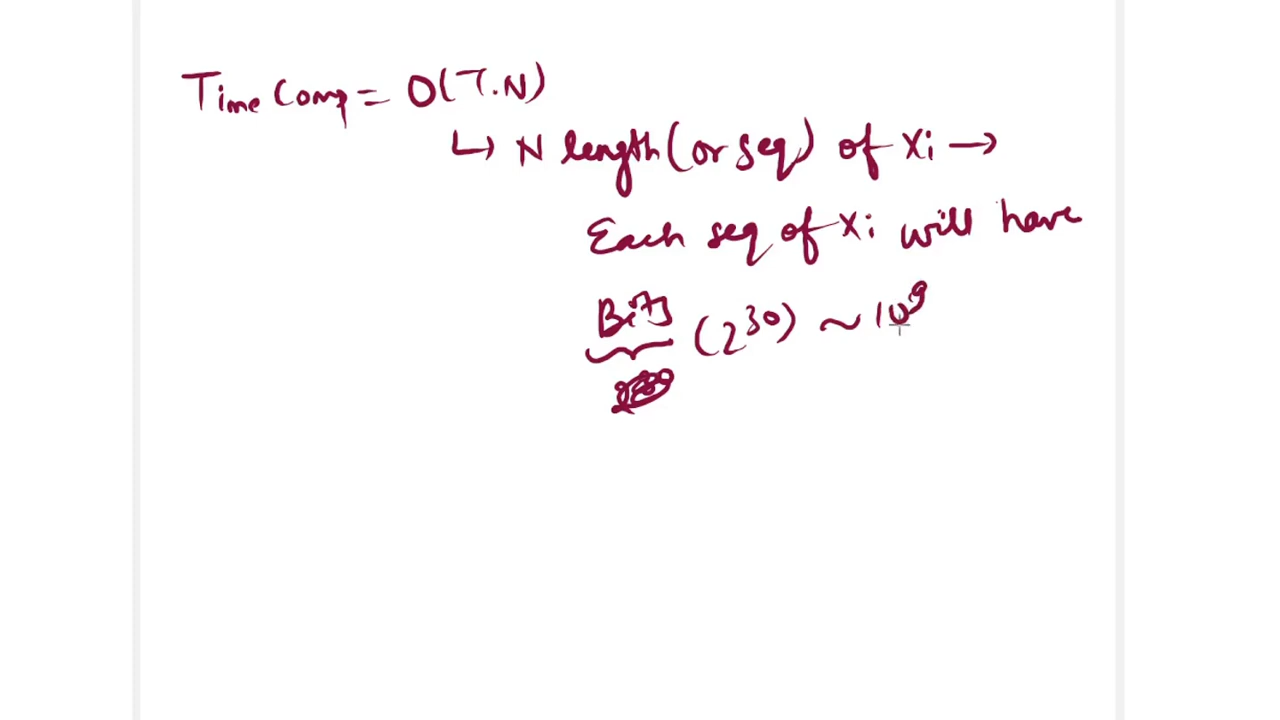 Time Comp = O(T.N)
↳ N length (or seq) of Xi →
Each seq of Xi will have
Bits (2^30) ~ 10^9